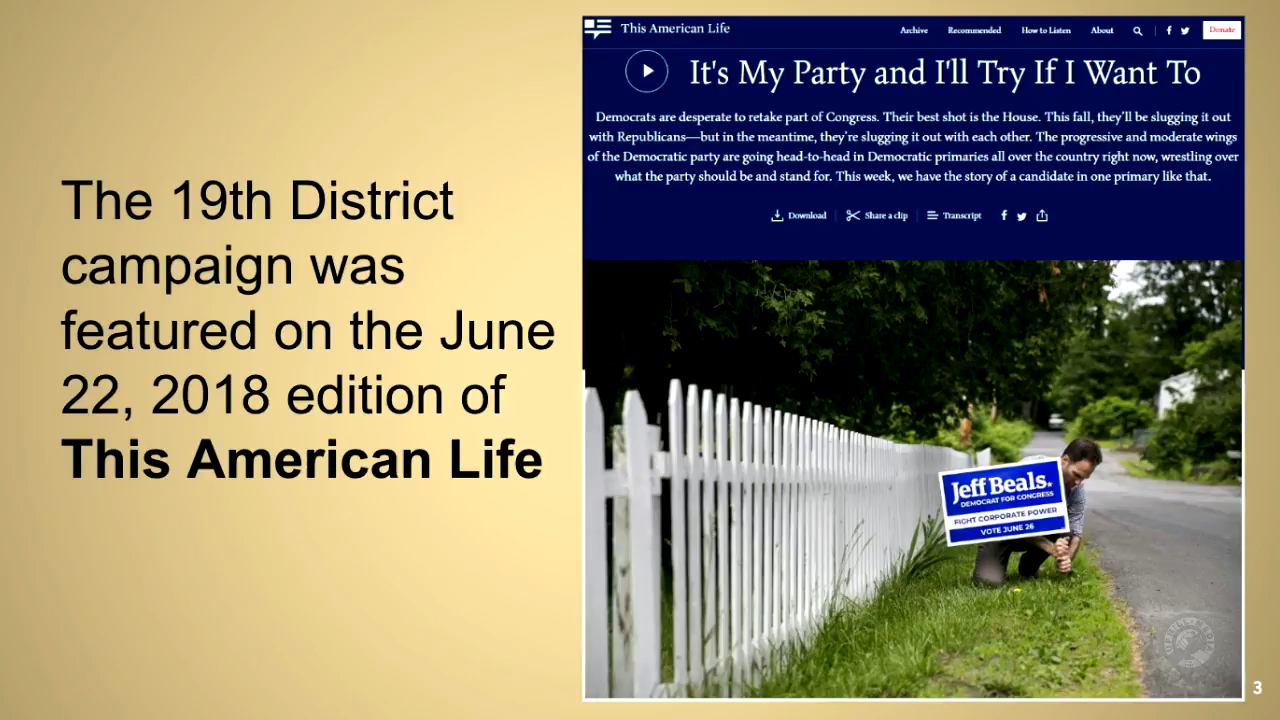 The 19th District
campaign was
featured on the June
22, 2018 edition of
This American Life
This American Life
Archive Recommended How to Listen About Donate
It's My Party and I'll Try If I Want To
Democrats are desperate to retake part of Congress. Their best shot is the House. This fall, they'll be slugging it out
with Republicans—but in the meantime, they're slugging it out with each other. The progressive and moderate wings
of the Democratic party are going head-to-head in Democratic primaries all over the country right now, wrestling over
what the party should be and stand for. This week, we have the story of a candidate in one primary like that.
Download Share a clip Transcript
Jeff Beals.
DEMOCRAT FOR CONGRESS
FIGHT CORPORATE POWER
VOTE JUNE 26
3